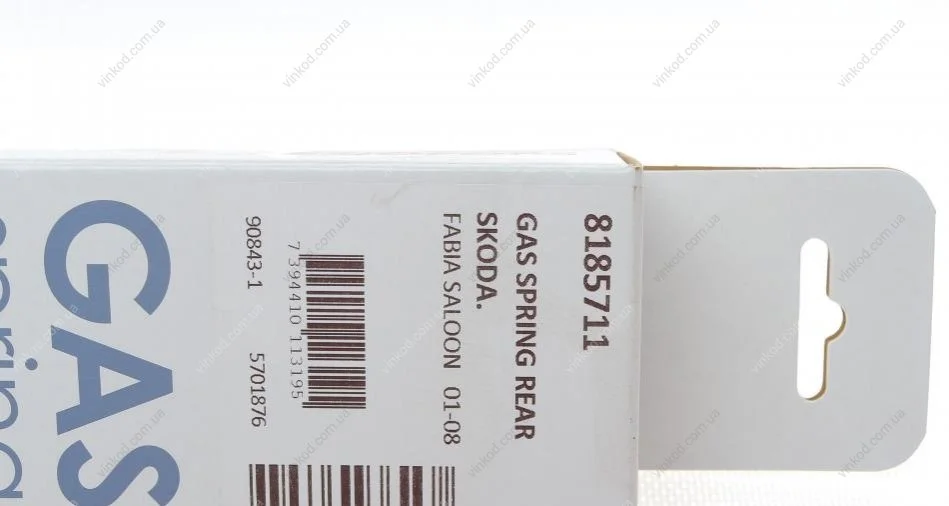 8185711
GAS SPRING REAR
SKODA.
FABIA SALOON 01-08
7 394410 113195
90843-1 5701876
GAS
spring
vinkod.com.ua